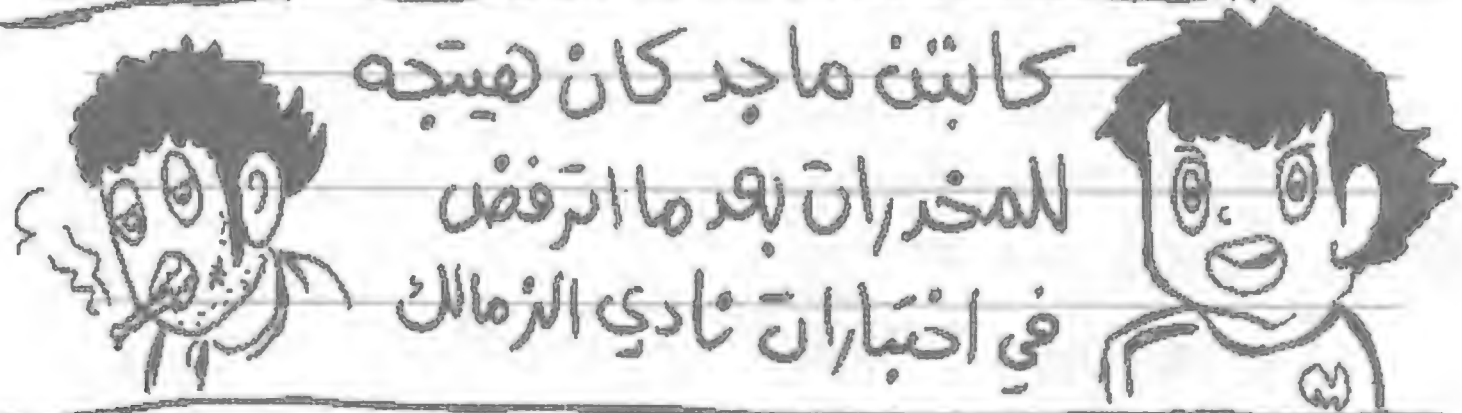 كابتن ماجد كان هيتجه
للمخدرات بعد ما اترفض
في اختبارات نادي الزمالك